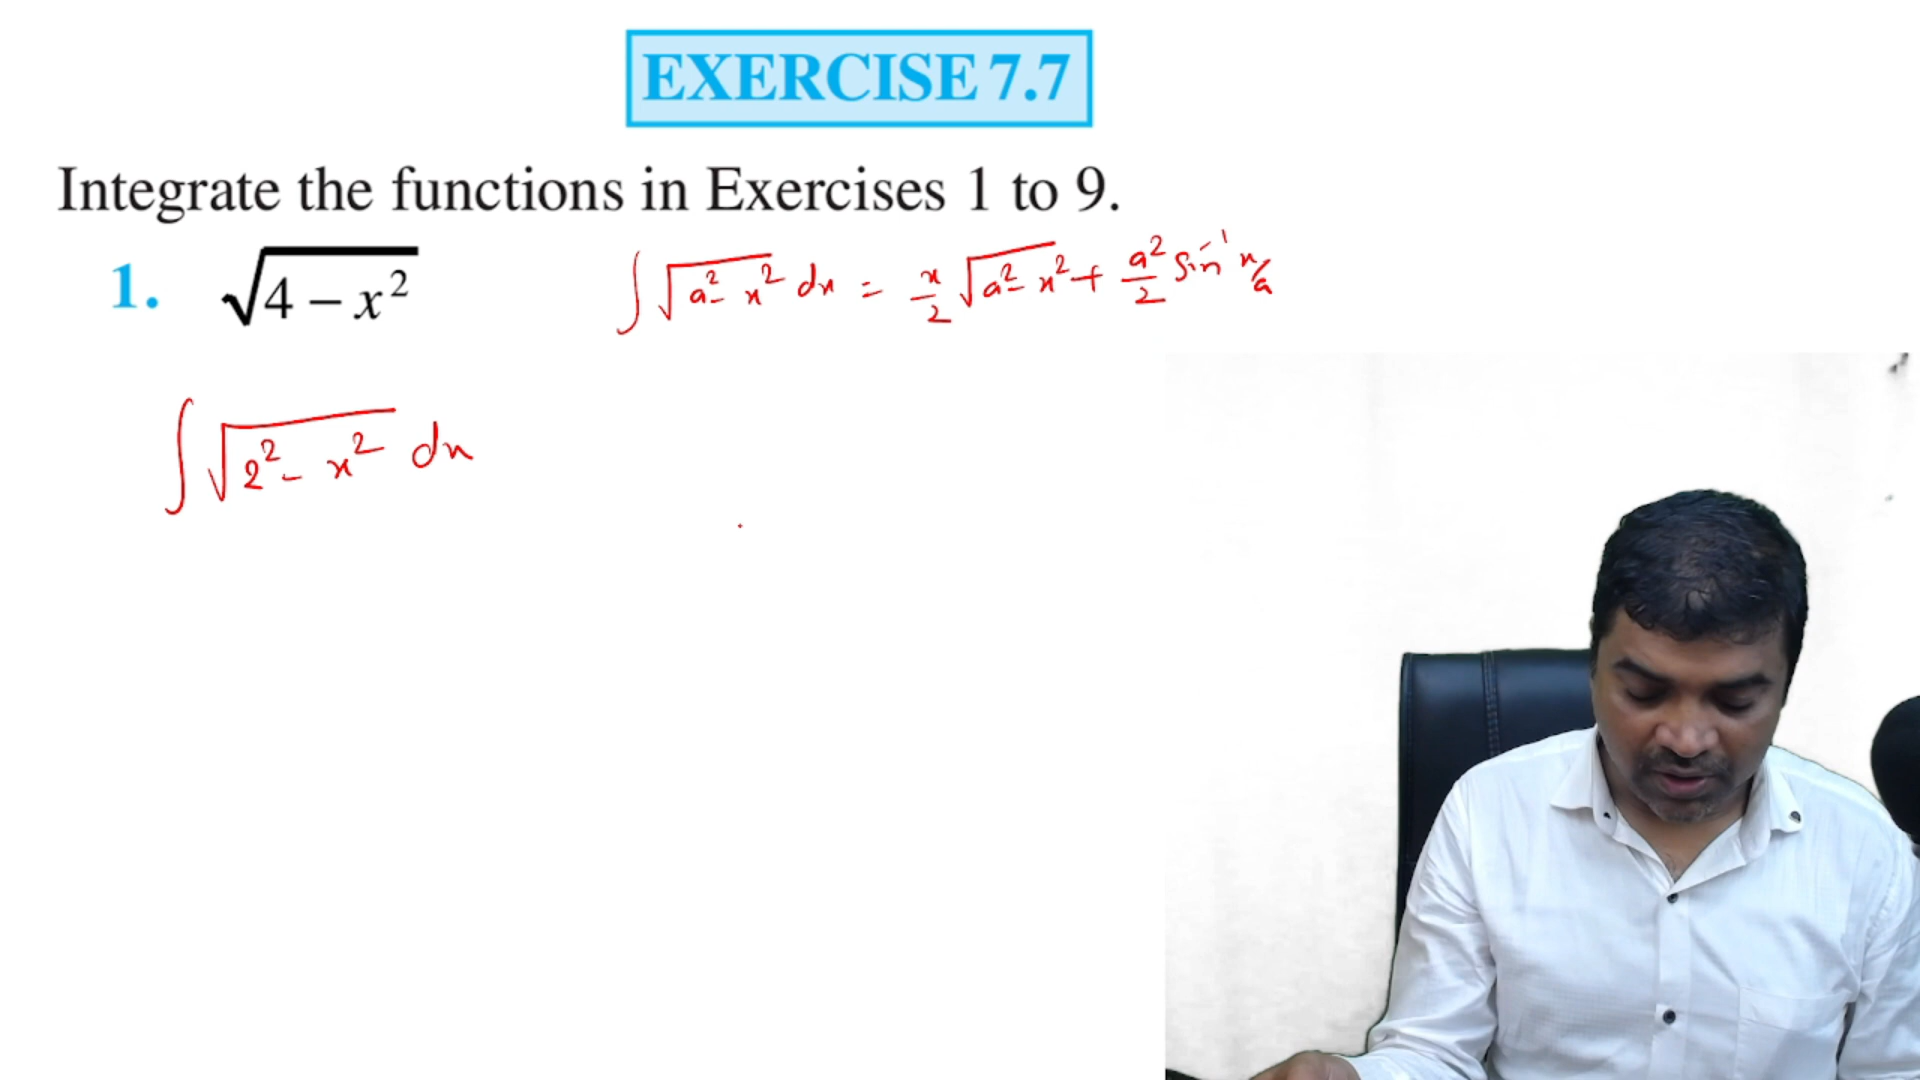 EXERCISE 7.7
Integrate the functions in Exercises 1 to 9.
1. √(4 – x²) ∫ √(a² - x²) dx = x/2 √(a² - x²) + a²/2 sin⁻¹ x/a
∫ √(2² - x²) dx